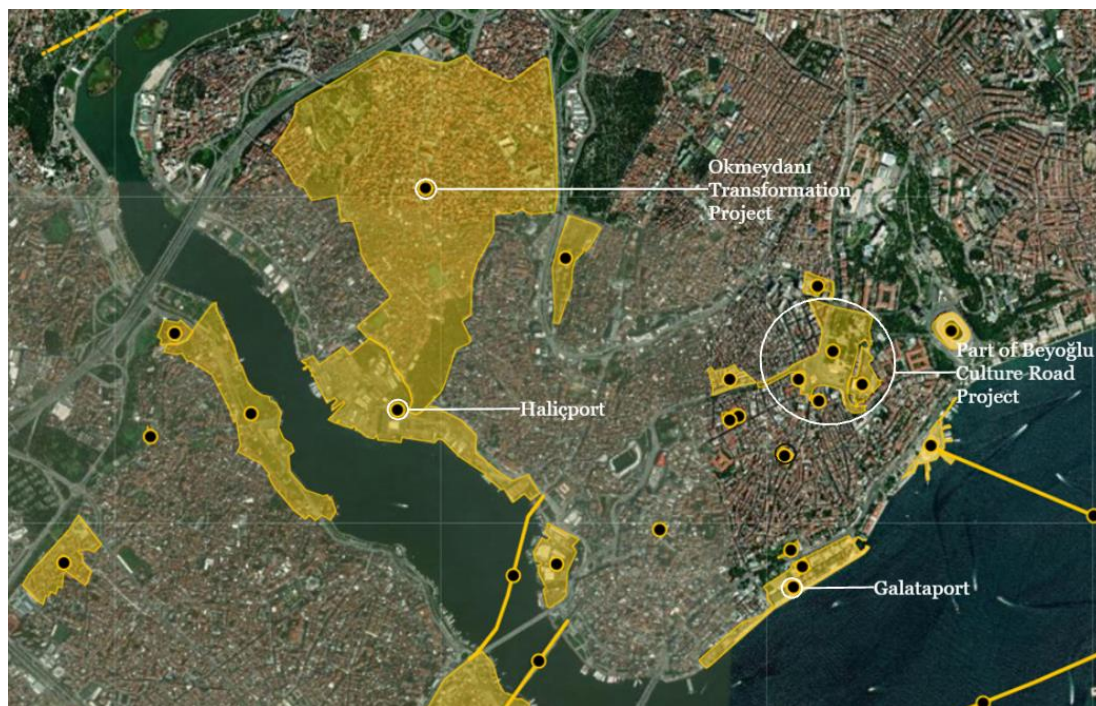 Okmeydanı
Transformation
Project
Part of Beyoğlu
Culture Road
Project
Haliçport
Galataport